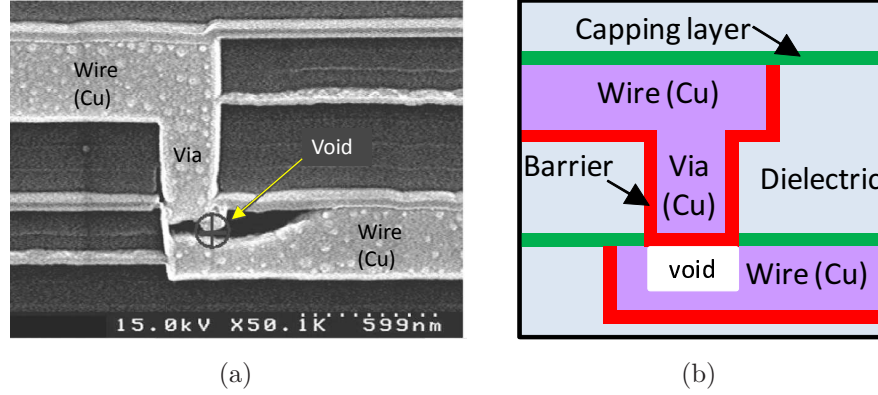 Wire
(Cu)
Via
Void
Wire
(Cu)
15.0kV X50.1K 599nm
(a)
Capping layer
Wire (Cu)
Barrier
Via
(Cu)
Dielectric
void
Wire (Cu)
(b)